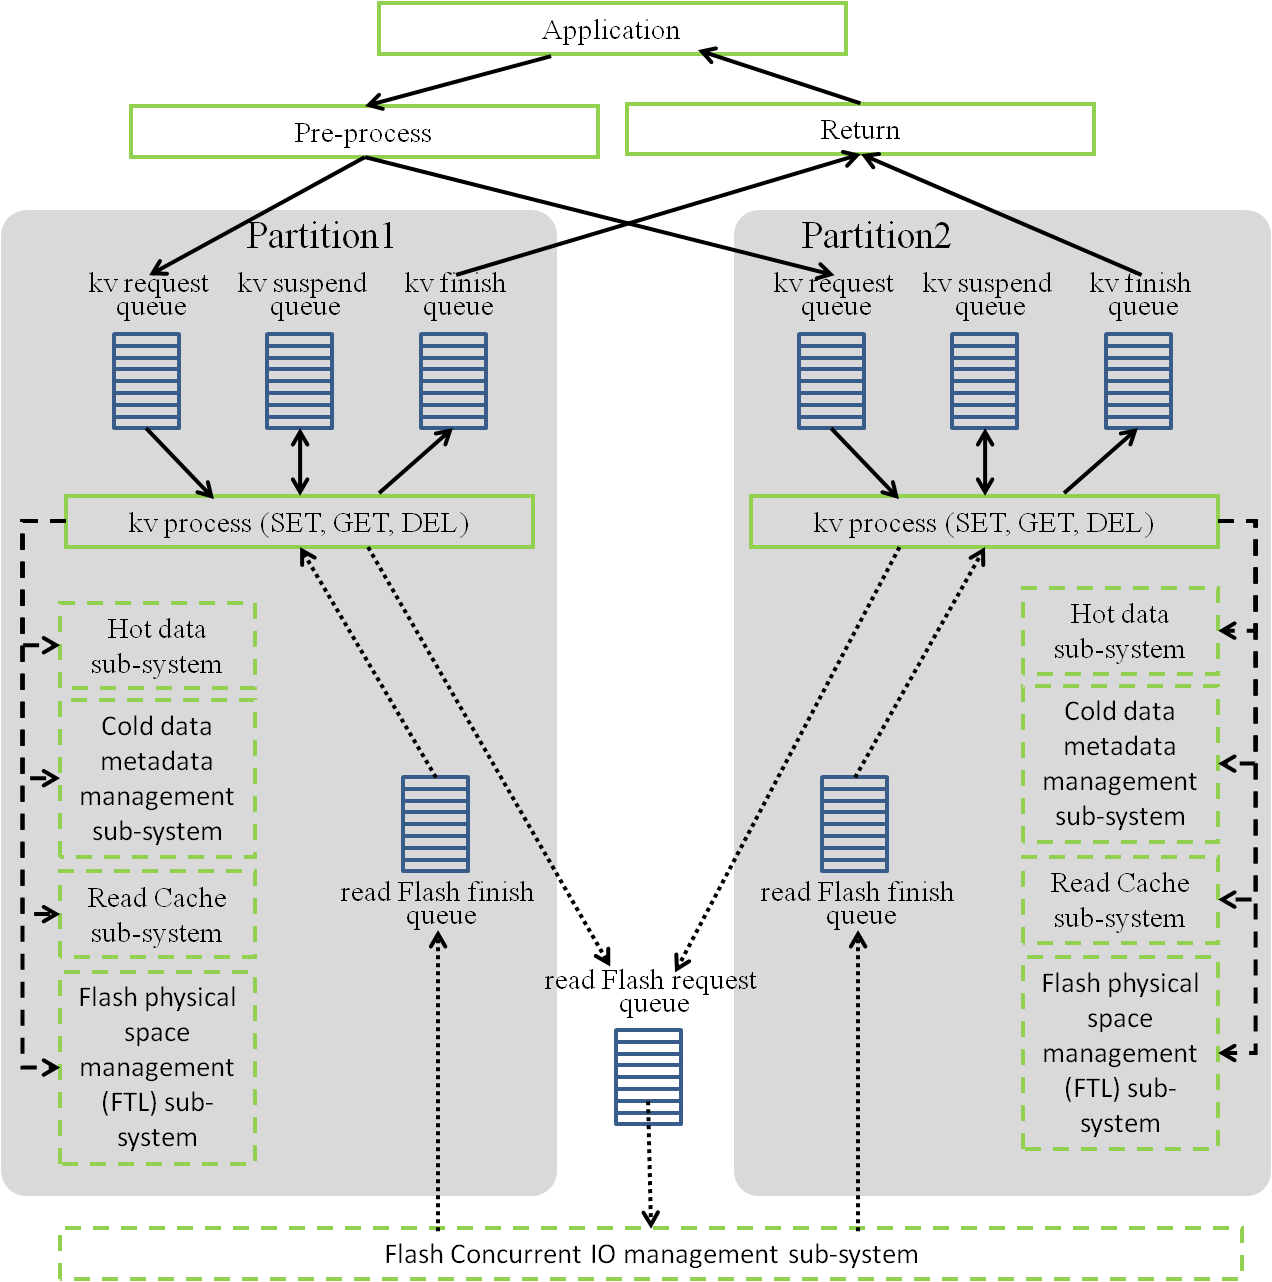 Application
Pre-process
Return
Partition1
kv request
queue
kv suspend
queue
kv finish
queue
kv process (SET, GET, DEL)
Hot data
sub-system
Cold data
metadata
management
sub-system
Read Cache
sub-system
Flash physical
space
management
(FTL) sub-
system
read Flash finish
queue
read Flash request
queue
Partition2
kv request
queue
kv suspend
queue
kv finish
queue
kv process (SET, GET, DEL)
read Flash finish
queue
Hot data
sub-system
Cold data
metadata
management
sub-system
Read Cache
sub-system
Flash physical
space
management
(FTL) sub-
system
Flash Concurrent IO management sub-system